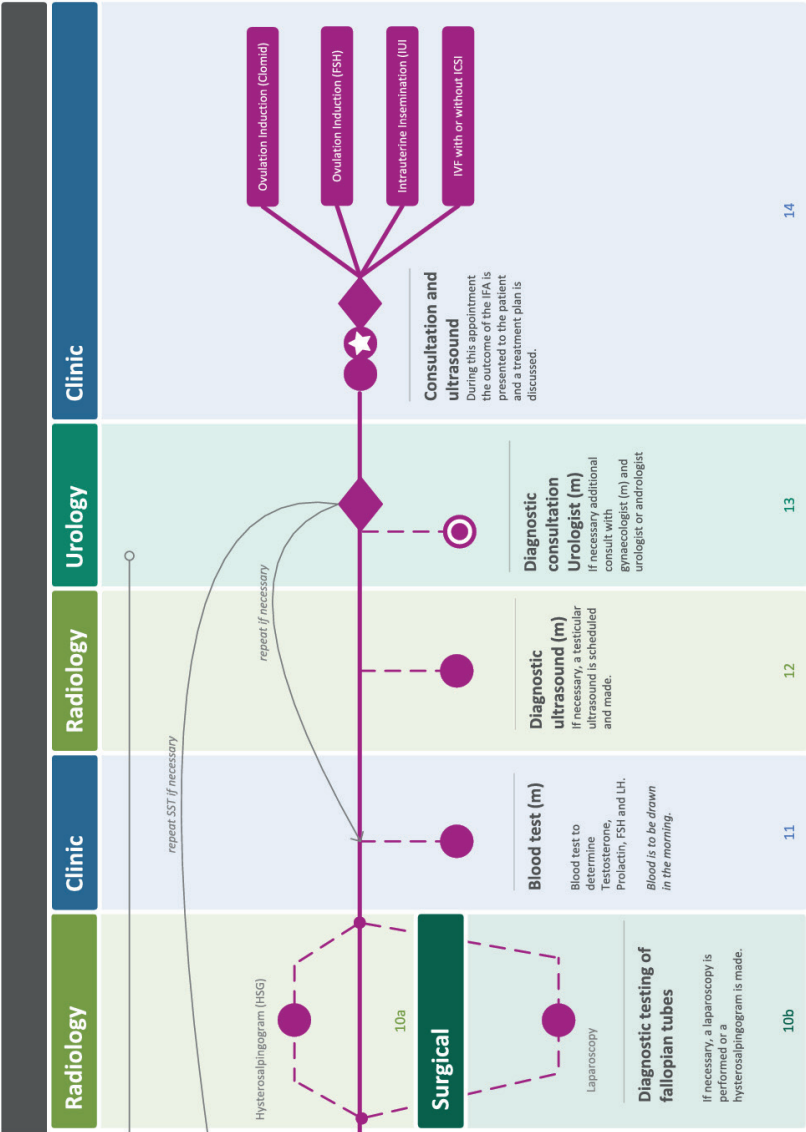 Radiology
Clinic
Radiology
Urology
Clinic
repeat SST if necessary
repeat if necessary
Hysterosalpingogram (HSG)
10a
Surgical
Laparoscopy
Diagnostic testing of
fallopian tubes
If necessary, a laparoscopy is
performed or a
hysterosalpingogram is made.
10b
Blood test (m)
Blood test to
determine
Testosterone,
Prolactin, FSH and LH.
Blood is to be drawn
in the morning.
11
Diagnostic
ultrasound (m)
If necessary, a testicular
ultrasound is scheduled
and made.
12
Diagnostic
consultation
Urologist (m)
If necessary additional
consult with
gynaecologist (m) and
urologist or andrologist
13
Consultation and
ultrasound
During this appointment
the outcome of the IFA is
presented to the patient
and a treatment plan is
discussed.
14
Ovulation Induction (Clomid)
Ovulation Induction (FSH)
Intrauterine Insemination (IUI
IVF with or without ICSI